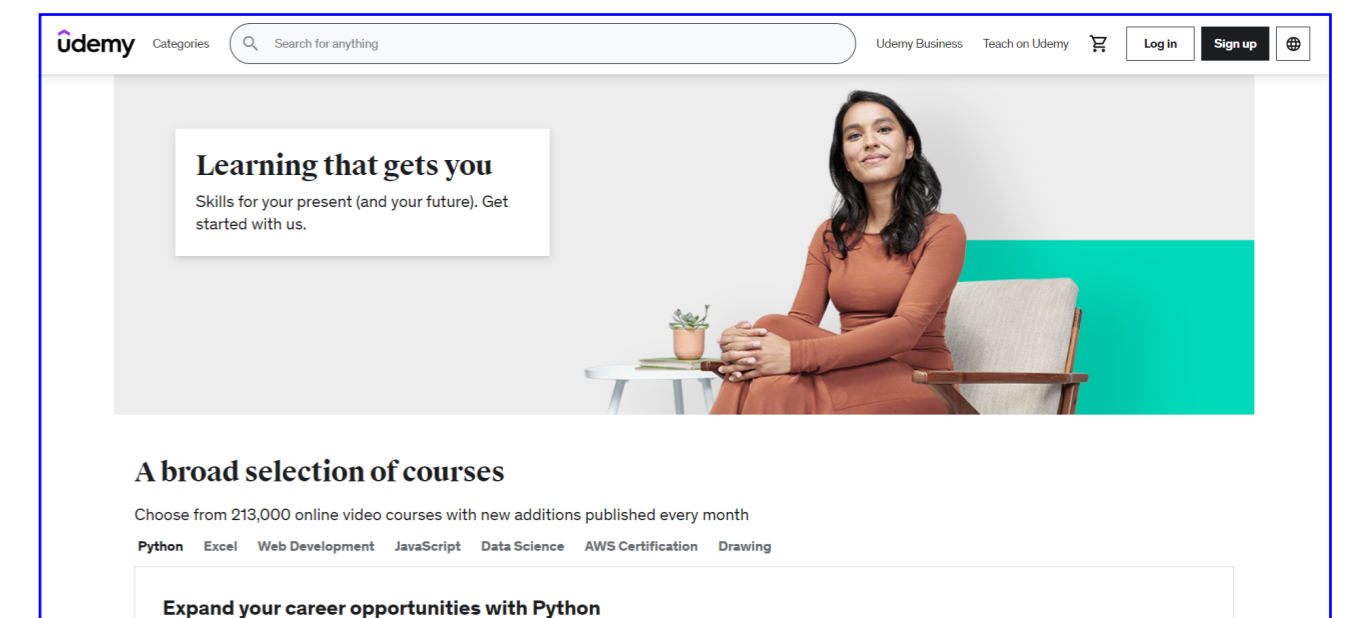 ûdemy Categories Search for anything Udemy Business Teach on Udemy Log in Sign up
Learning that gets you
Skills for your present (and your future). Get
started with us.
A broad selection of courses
Choose from 213,000 online video courses with new additions published every month
Python Excel Web Development JavaScript Data Science AWS Certification Drawing
Expand your career opportunities with Python